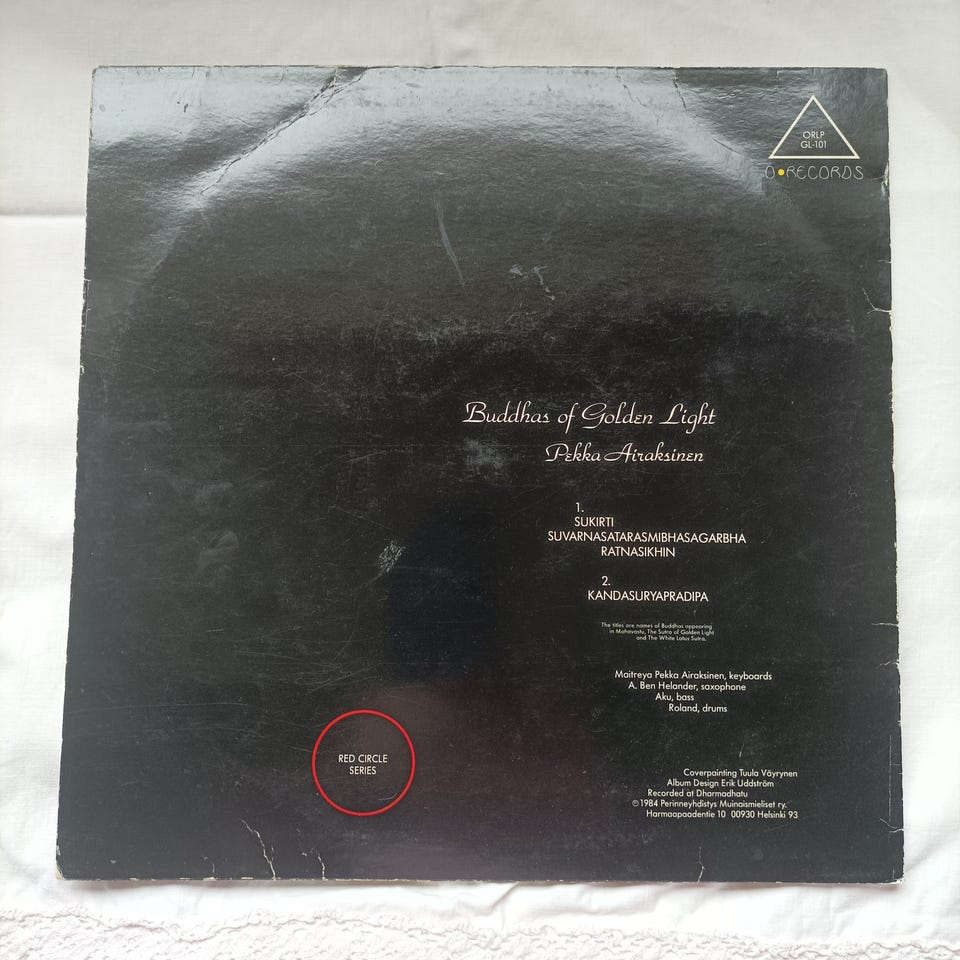 ORLP
GL-101
O•RECORDS
Buddhas of Golden Light
Pekka Airaksinen
1.
SUKIRTI
SUVARNASATARASMIBHASAGARBHA
RATNASIKHIN
2.
KANDASURYAPRADIPA
The titles are names of Buddhas appearing
in Mahavastu, The Sutra of Golden Light
and The White Lotus Sutra.
Maitreya Pekka Airaksinen, keyboards
A. Ben Helander, saxophone
Aku, bass
Roland, drums
RED CIRCLE
SERIES
Coverpainting Tuula Väyrynen
Album Design Erik Uddström
Recorded at Dharmadhatu
℗1984 Perinneyhdistys Muinaismieliset ry.
Harmaapaadentie 10 00930 Helsinki 93